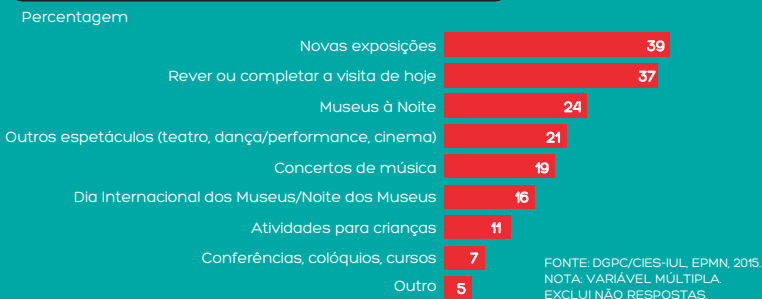 Percentagem
Novas exposições 39
Rever ou completar a visita de hoje 37
Museus à Noite 24
Outros espetáculos (teatro, dança/performance, cinema) 21
Concertos de música 19
Dia Internacional dos Museus/Noite dos Museus 16
Atividades para crianças 11
Conferências, colóquios, cursos 7
Outro 5
FONTE: DGPC/CIES-IUL, EPMN, 2015.
NOTA: VARIÁVEL MÚLTIPLA.
EXCLUI NÃO RESPOSTAS.